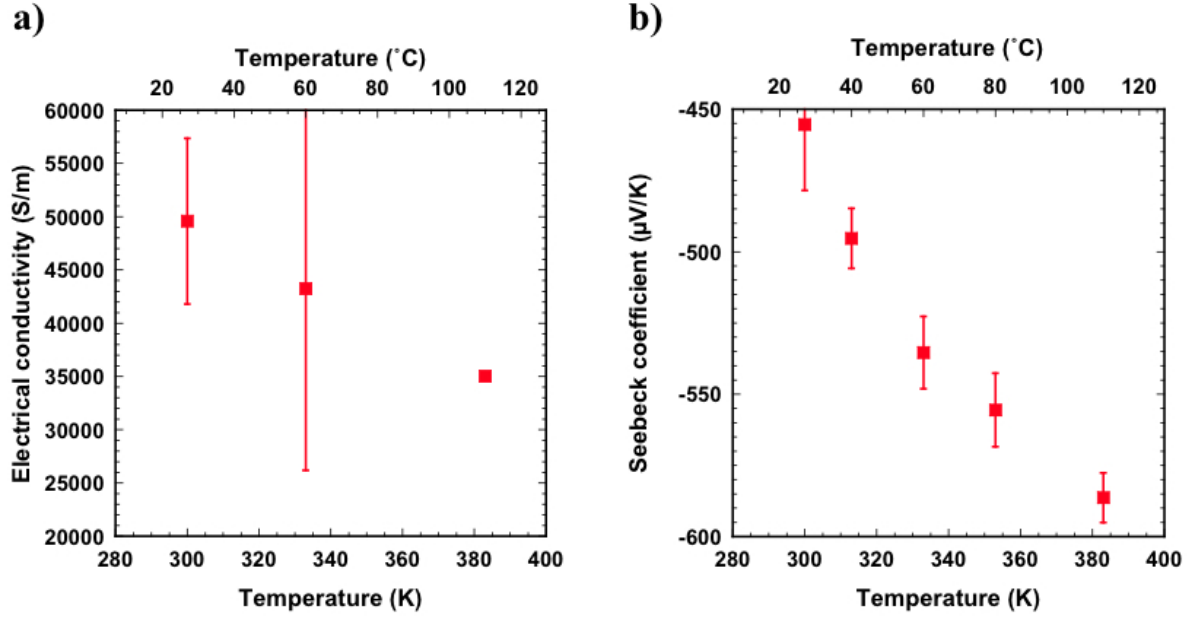 a)
Temperature (˚C)
20 40 60 80 100 120
60000
55000
50000
45000
40000
35000
30000
25000
20000
Electrical conductivity (S/m)
280 300 320 340 360 380 400
Temperature (K)
b)
Temperature (˚C)
20 40 60 80 100 120
-450
-500
-550
-600
Seebeck coefficient (µV/K)
280 300 320 340 360 380 400
Temperature (K)